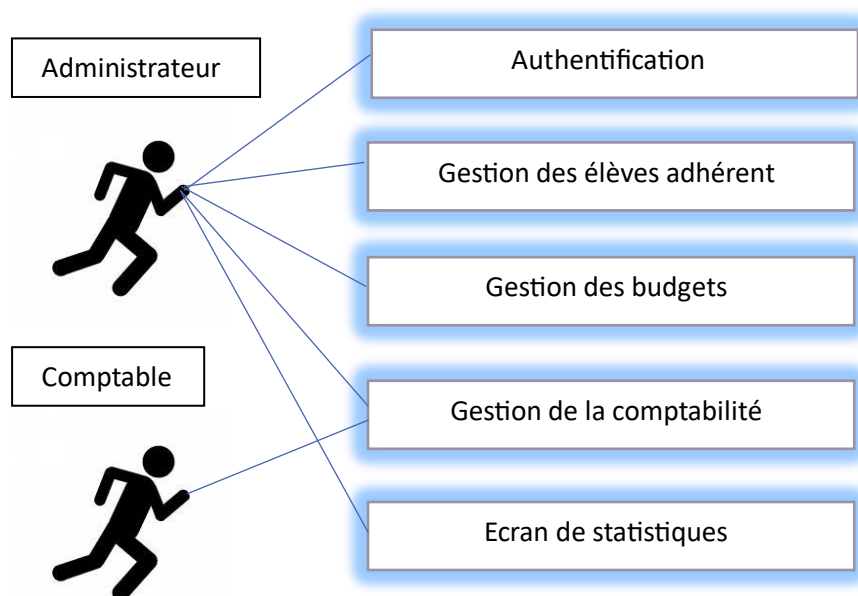 Administrateur
Authentification
Gestion des élèves adhérent
Gestion des budgets
Comptable
Gestion de la comptabilité
Ecran de statistiques